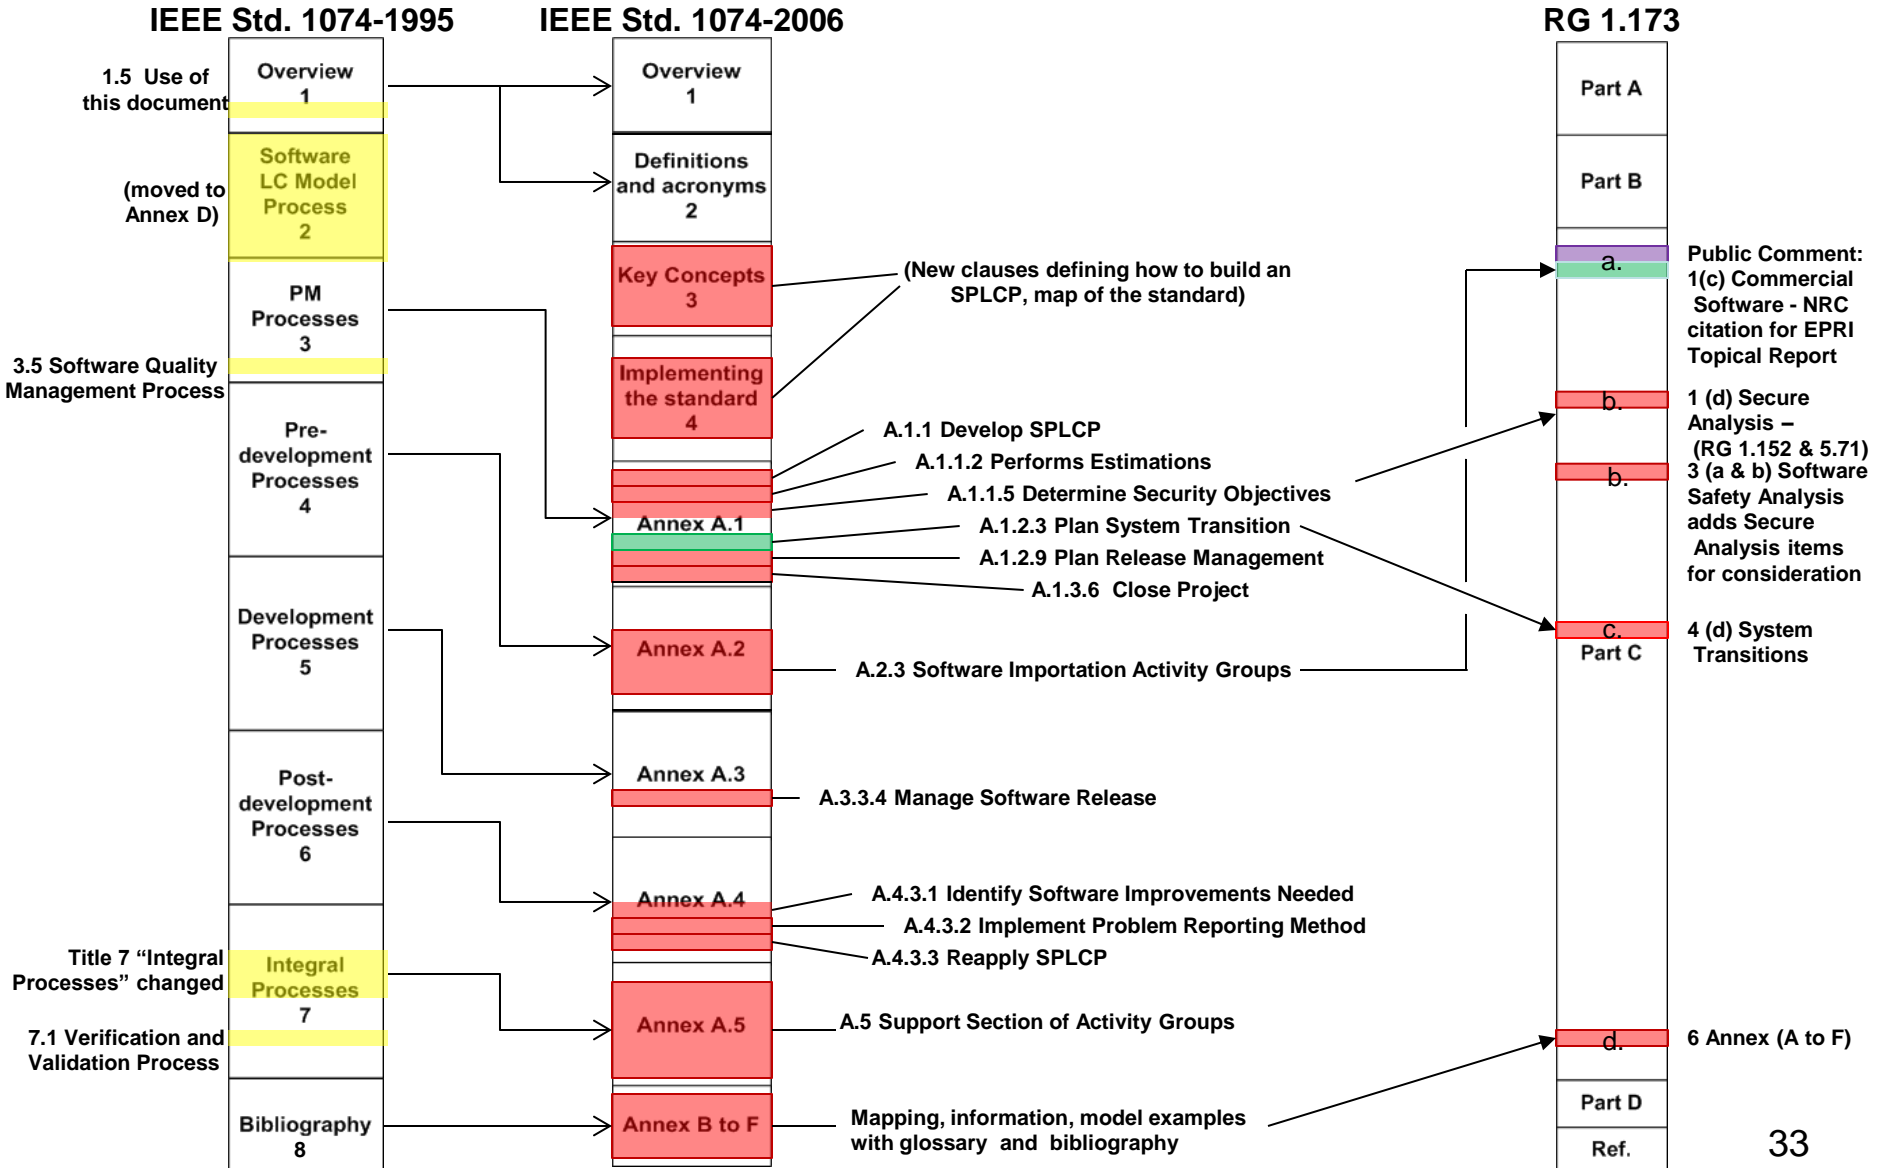 IEEE Std. 1074-1995
IEEE Std. 1074-2006
RG 1.173
1.5 Use of
this document
(moved to
Annex D)
3.5 Software Quality
Management Process
Title 7 “Integral
Processes” changed
7.1 Verification and
Validation Process
Overview
1
Software
LC Model
Process
2
PM
Processes
3
Pre-
development
Processes
4
Development
Processes
5
Post-
development
Processes
6
Integral
Processes
7
Bibliography
8
Overview
1
Definitions
and acronyms
2
Key Concepts
3
Implementing
the standard
4
Annex A.1
Annex A.2
Annex A.3
Annex A.4
Annex A.5
Annex B to F
(New clauses defining how to build an
SPLCP, map of the standard)
A.1.1 Develop SPLCP
A.1.1.2 Performs Estimations
A.1.1.5 Determine Security Objectives
A.1.2.3 Plan System Transition
A.1.2.9 Plan Release Management
A.1.3.6 Close Project
A.2.3 Software Importation Activity Groups
A.3.3.4 Manage Software Release
A.4.3.1 Identify Software Improvements Needed
A.4.3.2 Implement Problem Reporting Method
A.4.3.3 Reapply SPLCP
A.5 Support Section of Activity Groups
Mapping, information, model examples
with glossary and bibliography
Part A
Part B
a.
b.
b.
c.
Part C
d.
Part D
Ref.
Public Comment:
1(c) Commercial
Software - NRC
citation for EPRI
Topical Report
1 (d) Secure
Analysis –
(RG 1.152 & 5.71)
3 (a & b) Software
Safety Analysis
adds Secure
Analysis items
for consideration
4 (d) System
Transitions
6 Annex (A to F)
33